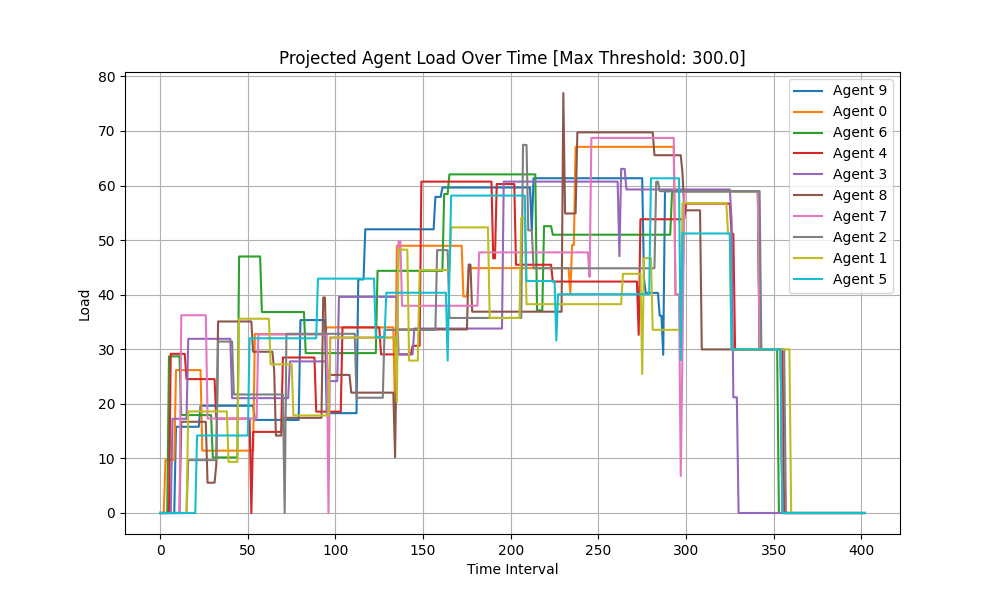 Projected Agent Load Over Time [Max Threshold: 300.0]
80
70
60
50
40
30
20
10
0
Load
0
50
100
150
200
250
300
350
400
Time Interval
Agent 9
Agent 0
Agent 6
Agent 4
Agent 3
Agent 8
Agent 7
Agent 2
Agent 1
Agent 5